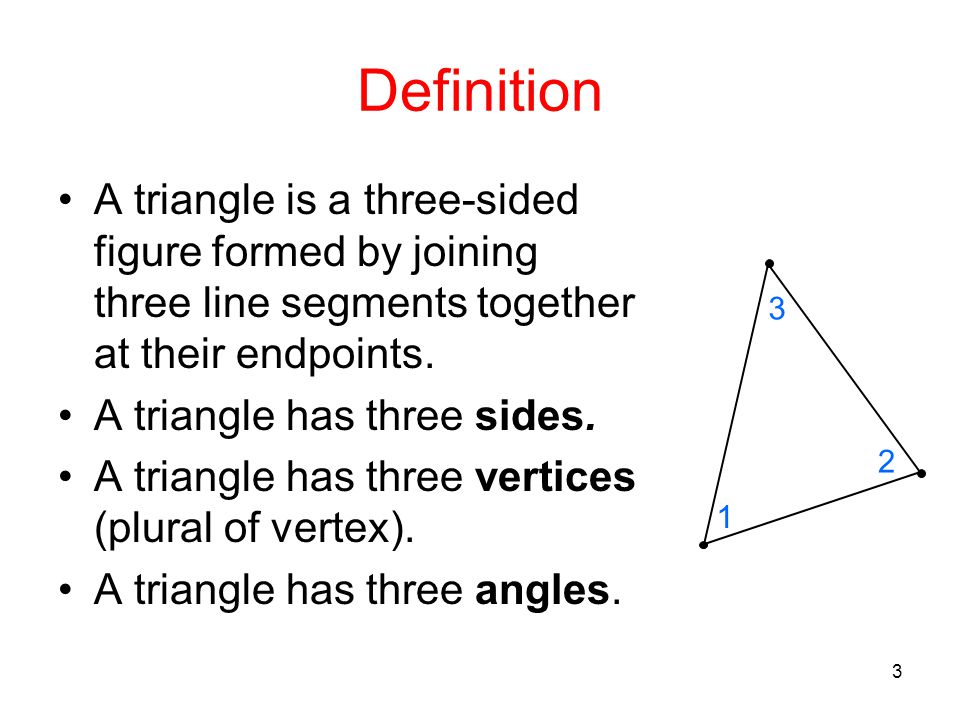 Definition
• A triangle is a three-sided
figure formed by joining
three line segments together
at their endpoints.
• A triangle has three sides.
• A triangle has three vertices
(plural of vertex).
• A triangle has three angles.
3
2
1
3